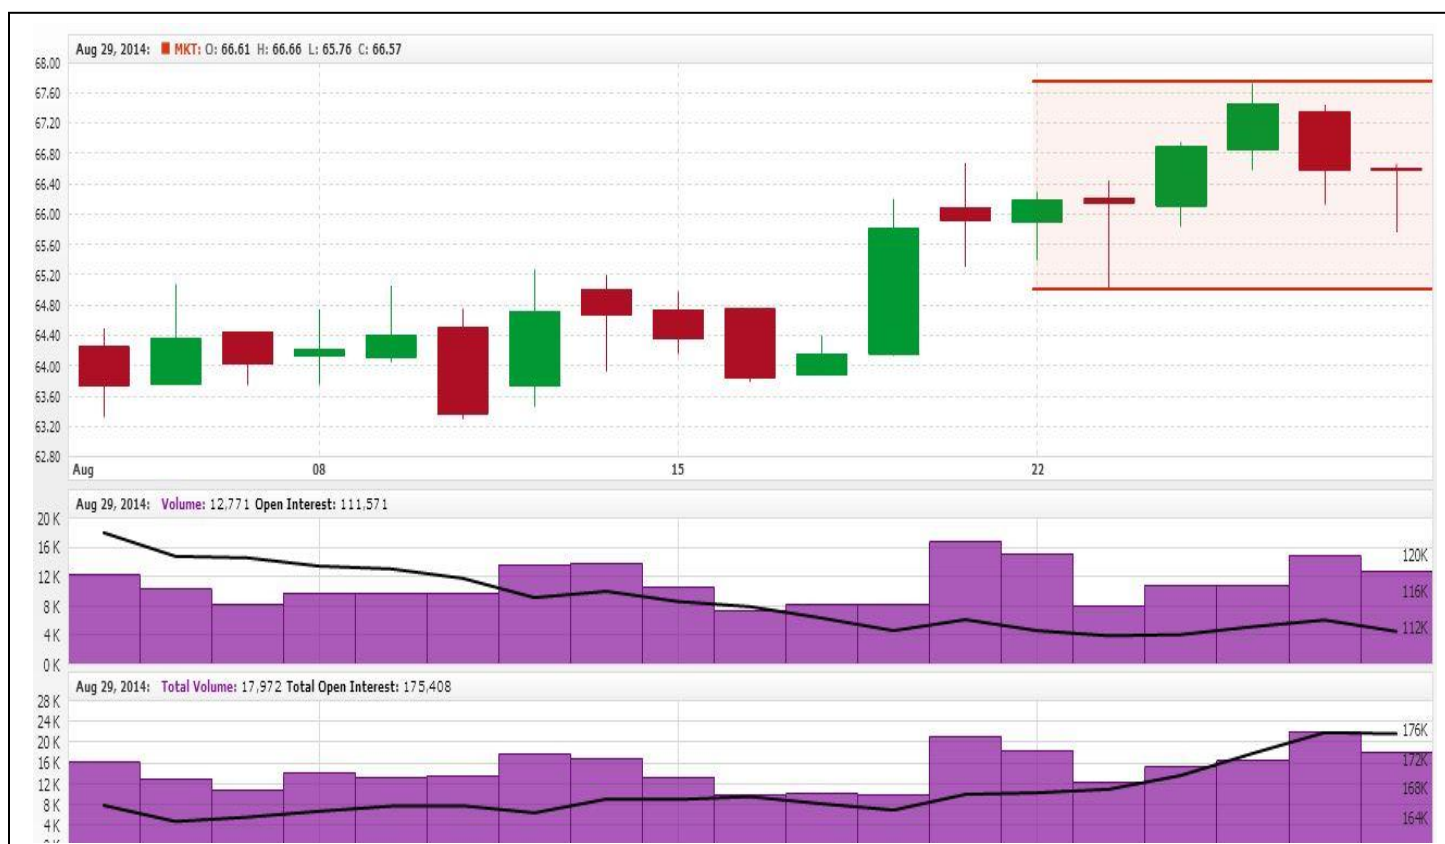 Aug 29, 2014: MKT: O: 66.61 H: 66.66 L: 65.76 C: 66.57
68.00
67.60
67.20
66.80
66.40
66.00
65.60
65.20
64.80
64.40
64.00
63.60
63.20
62.80
Aug 08 15 22
Aug 29, 2014: Volume: 12,771 Open Interest: 111,571
20 K
16 K
12 K
8 K
4 K
0 K
120K
116K
112K
Aug 29, 2014: Total Volume: 17,972 Total Open Interest: 175,408
28 K
24 K
20 K
16 K
12 K
8 K
4 K
176K
172K
168K
164K